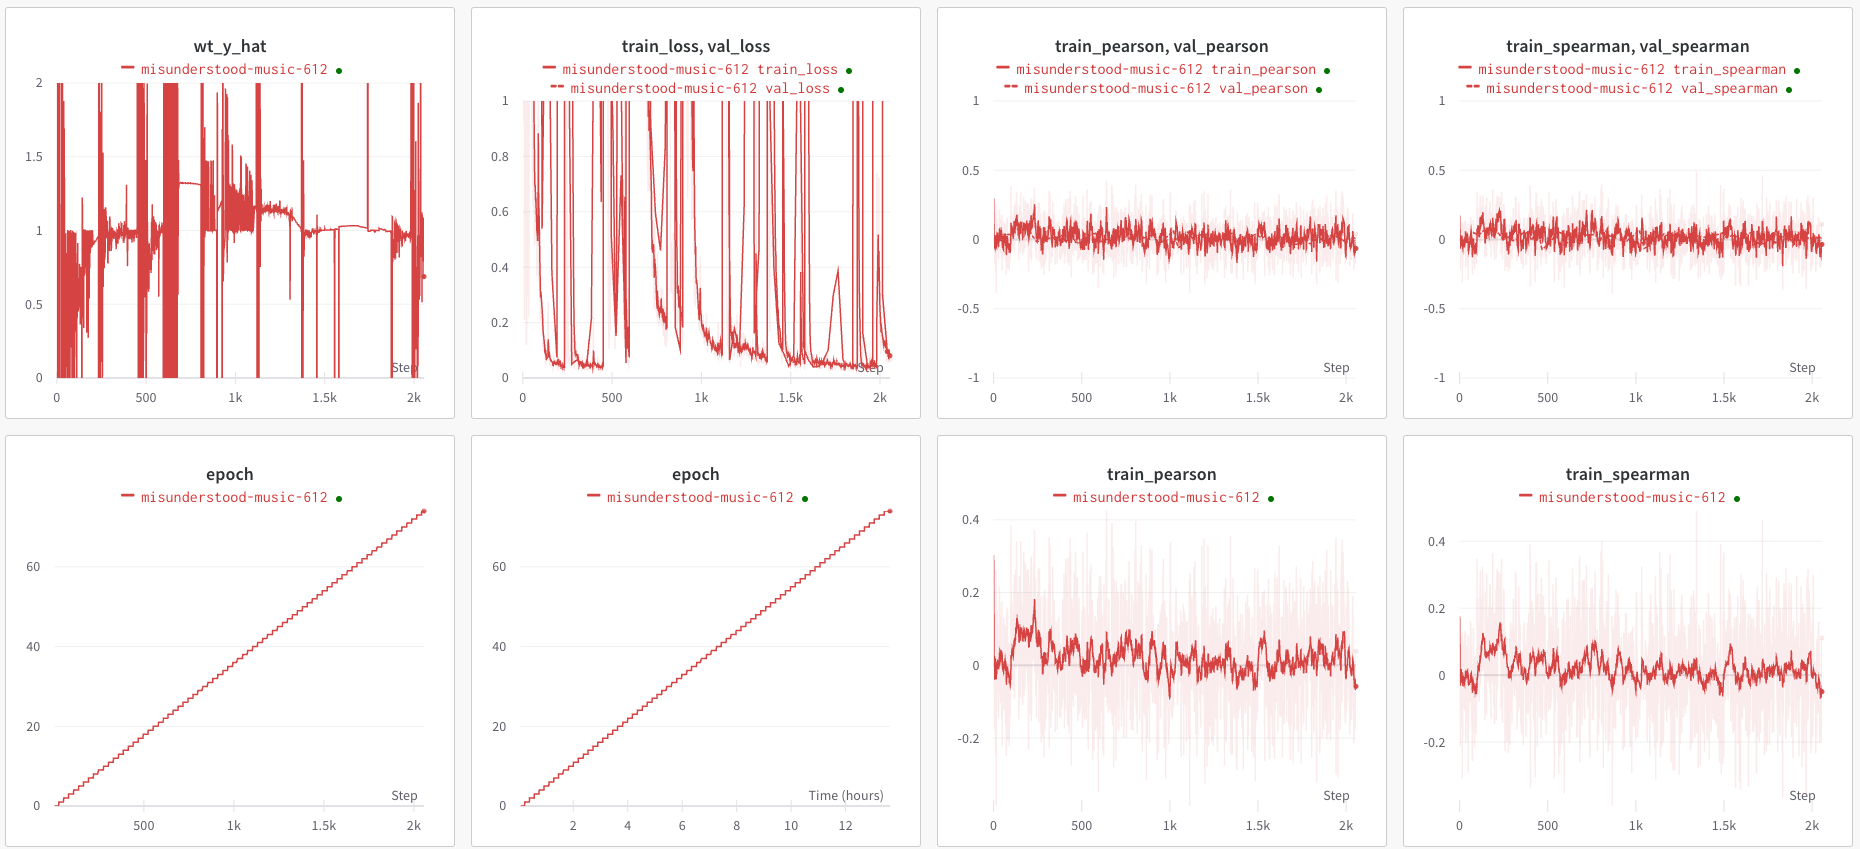 wt_y_hat
misunderstood-music-612
2
1.5
1
0.5
0
Step
0 500 1k 1.5k 2k
train_loss, val_loss
misunderstood-music-612 train_loss
misunderstood-music-612 val_loss
1
0.8
0.6
0.4
0.2
0
Step
0 500 1k 1.5k 2k
train_pearson, val_pearson
misunderstood-music-612 train_pearson
misunderstood-music-612 val_pearson
1
0.5
0
-0.5
-1
Step
0 500 1k 1.5k 2k
train_spearman, val_spearman
misunderstood-music-612 train_spearman
misunderstood-music-612 val_spearman
1
0.5
0
-0.5
-1
Step
0 500 1k 1.5k 2k
epoch
misunderstood-music-612
60
40
20
0
Step
500 1k 1.5k 2k
epoch
misunderstood-music-612
60
40
20
0
Time (hours)
2 4 6 8 10 12
train_pearson
misunderstood-music-612
0.4
0.2
0
-0.2
Step
0 500 1k 1.5k 2k
train_spearman
misunderstood-music-612
0.4
0.2
0
-0.2
Step
0 500 1k 1.5k 2k